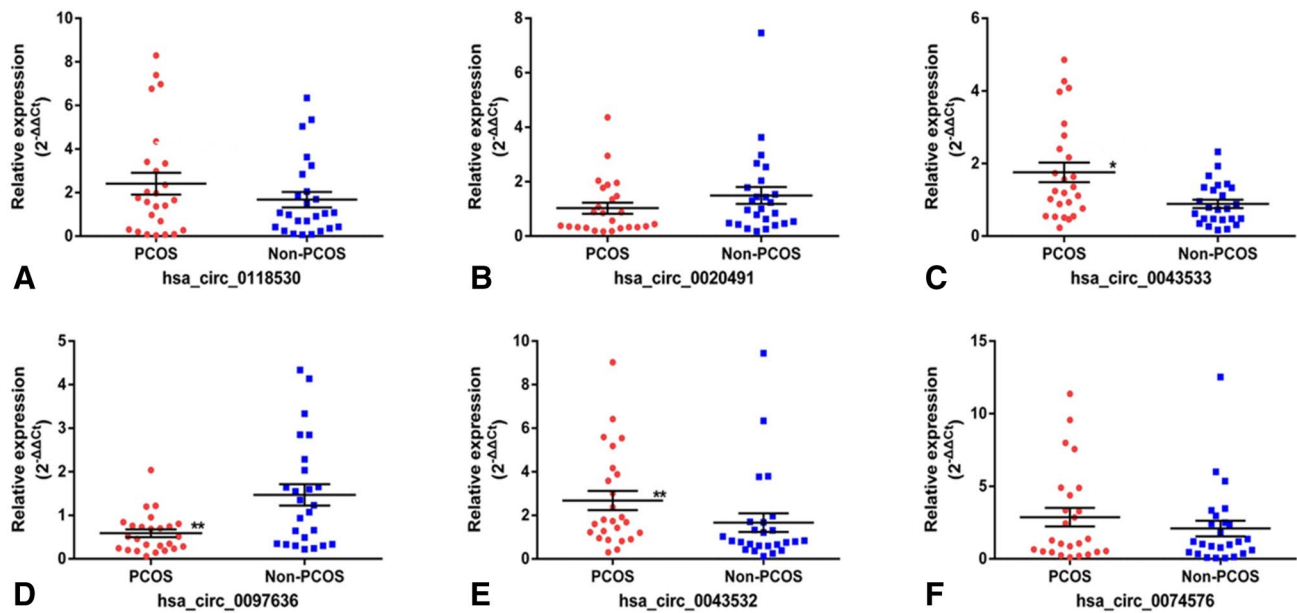 Relative expression
(2^-ΔΔCt)
10
8
6
4
2
0
PCOS Non-PCOS
A hsa_circ_0118530
Relative expression
(2^-ΔΔCt)
8
6
4
2
0
PCOS Non-PCOS
B hsa_circ_0020491
Relative expression
(2^-ΔΔCt)
6
4
2
0
*
PCOS Non-PCOS
C hsa_circ_0043533
Relative expression
(2^-ΔΔCt)
5
4
3
2
1
0
**
PCOS Non-PCOS
D hsa_circ_0097636
Relative expression
(2^-ΔΔCt)
10
8
6
4
2
0
**
PCOS Non-PCOS
E hsa_circ_0043532
Relative expression
(2^-ΔΔCt)
15
10
5
0
PCOS Non-PCOS
F hsa_circ_0074576